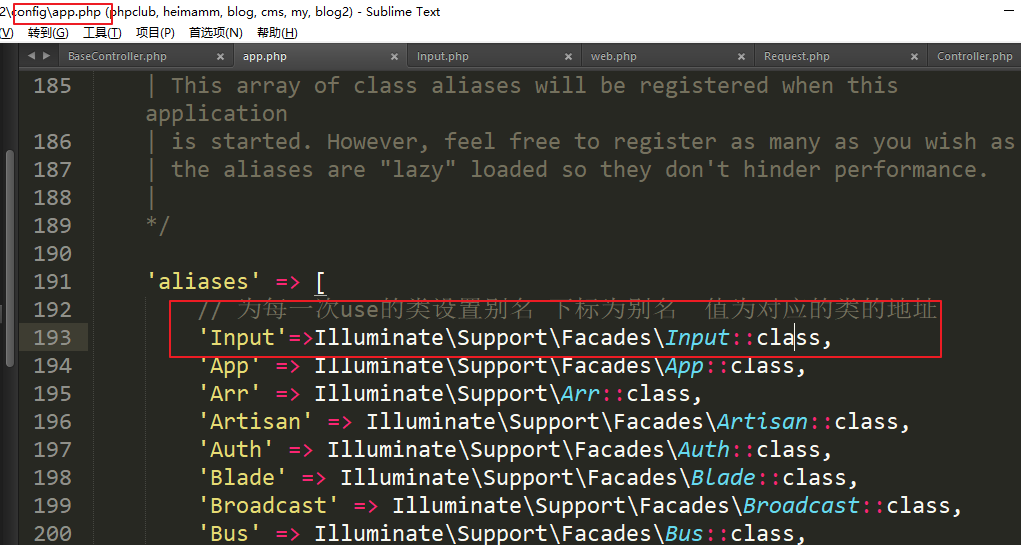 2\config\app.php (phpclub, heimamm, blog, cms, my, blog2) - Sublime Text
(V) 转到(G) 工具(T) 项目(P) 首选项(N) 帮助(H)
BaseController.php × app.php × Input.php × web.php × Request.php × Controller.php
185 | This array of class aliases will be registered when this
application
186 | is started. However, feel free to register as many as you wish as
187 | the aliases are "lazy" loaded so they don't hinder performance.
188 |
189 */
190
191 'aliases' => [
192 // 为每一次use的类设置别名 下标为别名 值为对应的类的地址
193 'Input'=>Illuminate\Support\Facades\Input::class,
194 'App' => Illuminate\Support\Facades\App::class,
195 'Arr' => Illuminate\Support\Arr::class,
196 'Artisan' => Illuminate\Support\Facades\Artisan::class,
197 'Auth' => Illuminate\Support\Facades\Auth::class,
198 'Blade' => Illuminate\Support\Facades\Blade::class,
199 'Broadcast' => Illuminate\Support\Facades\Broadcast::class,
200 'Bus' => Illuminate\Support\Facades\Bus::class,